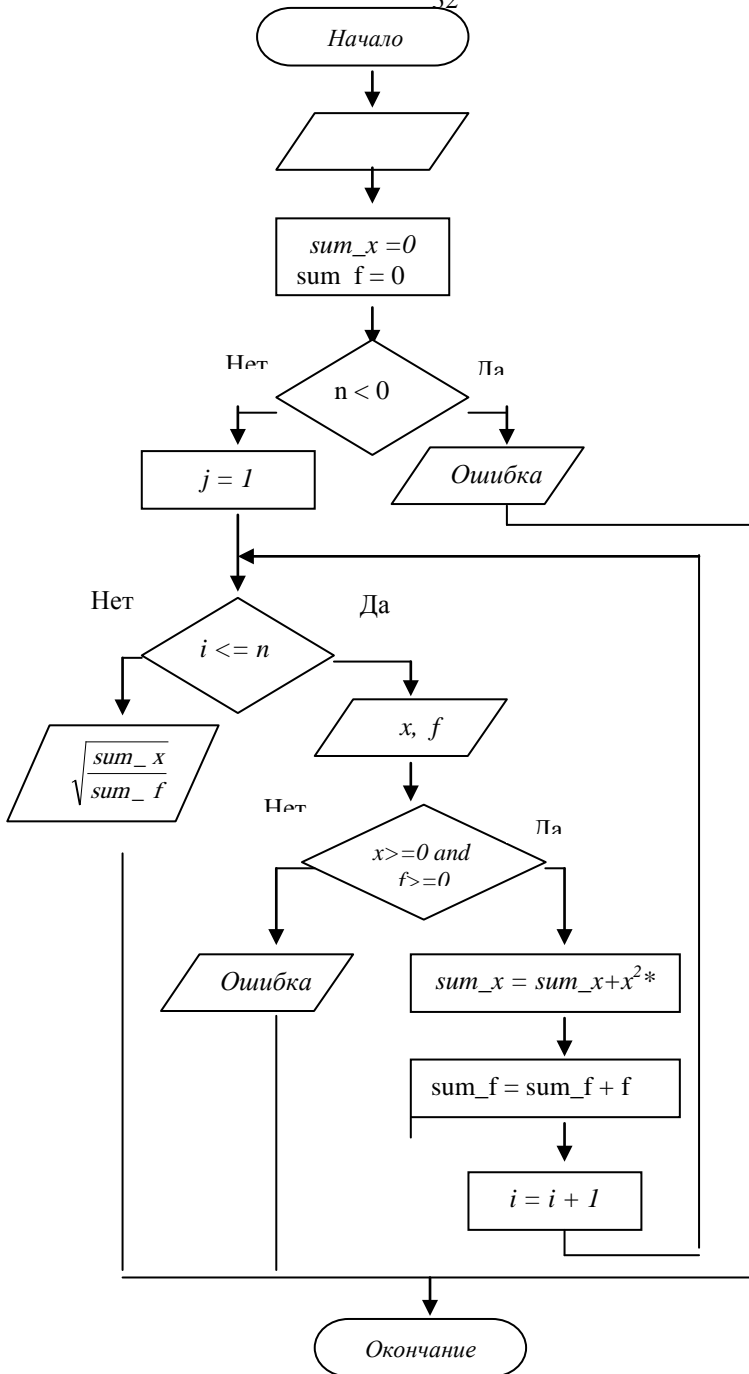 32
Начало
sum_x =0
sum f = 0
Нет
Да
n < 0
j = 1
Ошибка
Нет
Да
i <= n
x, f
√sum_ x / sum_ f
Нет
Да
x>=0 and
f>=0
Ошибка
sum_x = sum_x+x²*
sum_f = sum_f + f
i = i + 1
Окончание